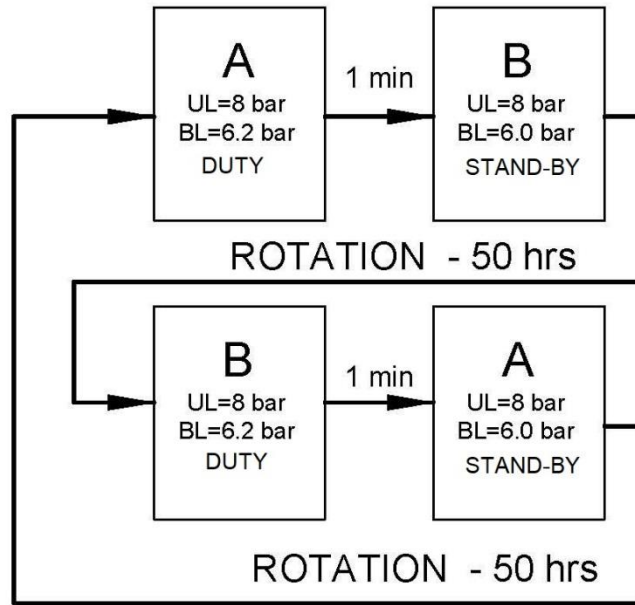 A
UL=8 bar
BL=6.2 bar
DUTY
1 min
B
UL=8 bar
BL=6.0 bar
STAND-BY
ROTATION - 50 hrs
B
UL=8 bar
BL=6.2 bar
DUTY
1 min
A
UL=8 bar
BL=6.0 bar
STAND-BY
ROTATION - 50 hrs